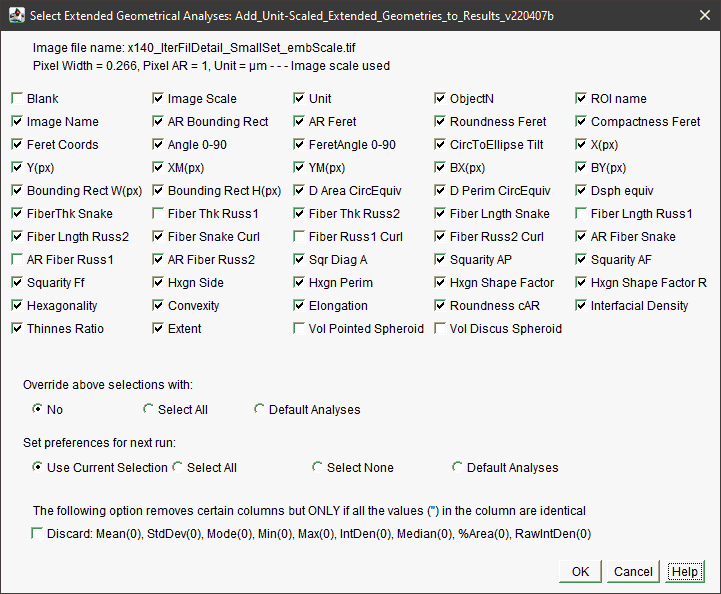 Select Extended Geometrical Analyses: Add_Unit-Scaled_Extended_Geometries_to_Results_v220407b
Image file name: x140_IterFilDetail_SmallSet_embScale.tif
Pixel Width = 0.266, Pixel AR = 1, Unit = µm - - - Image scale used
Blank Image Scale Unit ObjectN ROI name
Image Name AR Bounding Rect AR Feret Roundness Feret Compactness Feret
Feret Coords Angle 0-90 FeretAngle 0-90 CircToEllipse Tilt X(px)
Y(px) XM(px) YM(px) BX(px) BY(px)
Bounding Rect W(px) Bounding Rect H(px) D Area CircEquiv D Perim CircEquiv Dsph equiv
FiberThk Snake Fiber Thk Russ1 Fiber Thk Russ2 Fiber Lngth Snake Fiber Lngth Russ1
Fiber Lngth Russ2 Fiber Snake Curl Fiber Russ1 Curl Fiber Russ2 Curl AR Fiber Snake
AR Fiber Russ1 AR Fiber Russ2 Sqr Diag A Squarity AP Squarity AF
Squarity Ff Hxgn Side Hxgn Perim Hxgn Shape Factor Hxgn Shape Factor R
Hexagonality Convexity Elongation Roundness cAR Interfacial Density
Thinnes Ratio Extent Vol Pointed Spheroid Vol Discus Spheroid
Override above selections with:
No Select All Default Analyses
Set preferences for next run:
Use Current Selection Select All Select None Default Analyses
The following option removes certain columns but ONLY if all the values (") in the column are identical
Discard: Mean(0), StdDev(0), Mode(0), Min(0), Max(0), IntDen(0), Median(0), %Area(0), RawIntDen(0)
OK Cancel Help